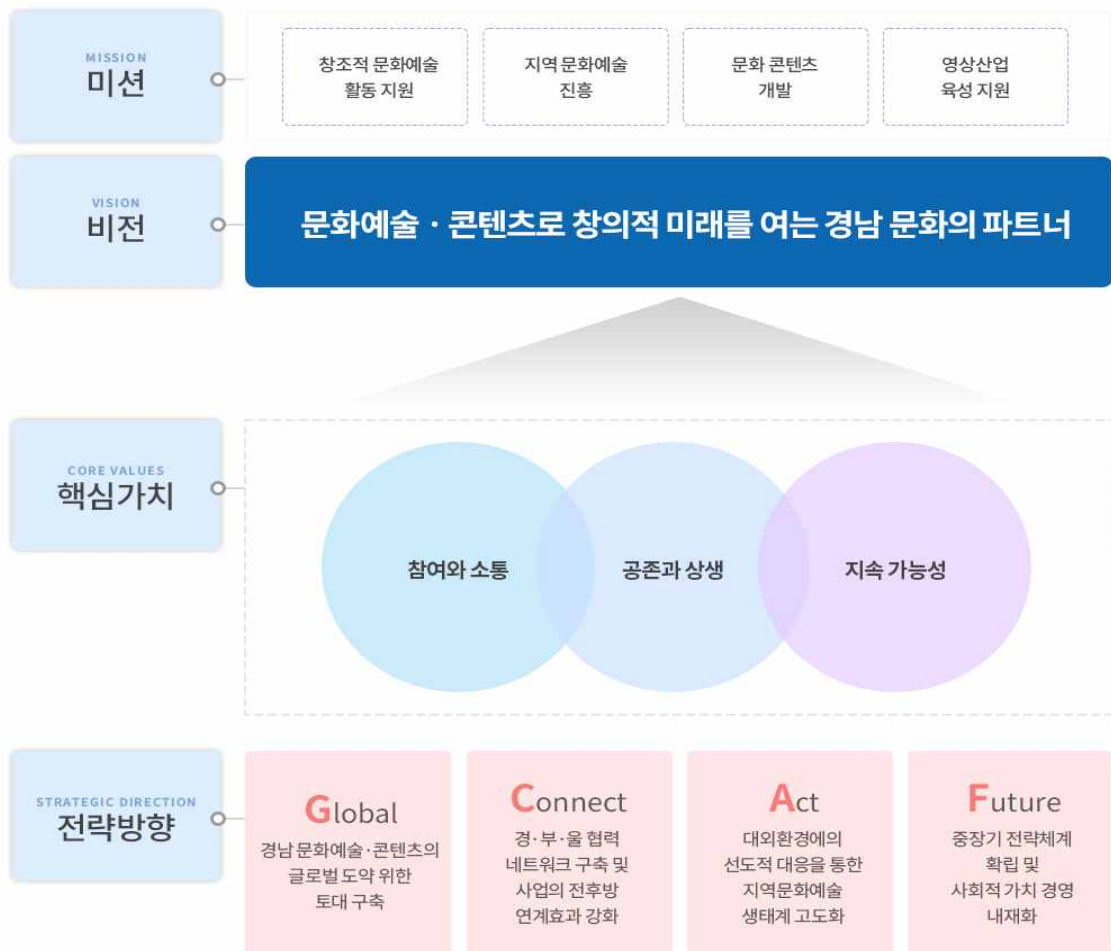 MISSION
미션
창조적 문화예술
활동 지원
지역 문화예술
진흥
문화 콘텐츠
개발
영상산업
육성 지원
VISION
비전
문화예술 · 콘텐츠로 창의적 미래를 여는 경남 문화의 파트너
CORE VALUES
핵심가치
참여와 소통
공존과 상생
지속 가능성
STRATEGIC DIRECTION
전략방향
Global
경남 문화예술·콘텐츠의
글로벌 도약 위한
토대 구축
Connect
경·부·울 협력
네트워크 구축 및
사업의 전후방
연계효과 강화
Act
대외환경에의
선도적 대응을 통한
지역문화예술
생태계 고도화
Future
중장기 전략체계
확립 및
사회적 가치 경영
내재화